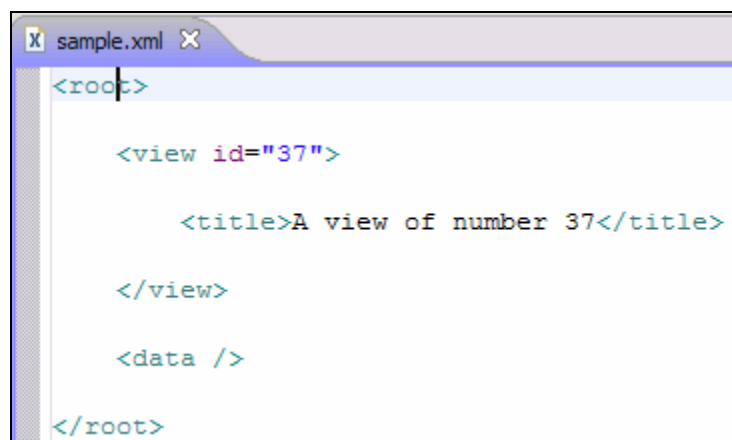 X sample.xml
<root>
<view id="37">
<title>A view of number 37</title>
</view>
<data />
</root>